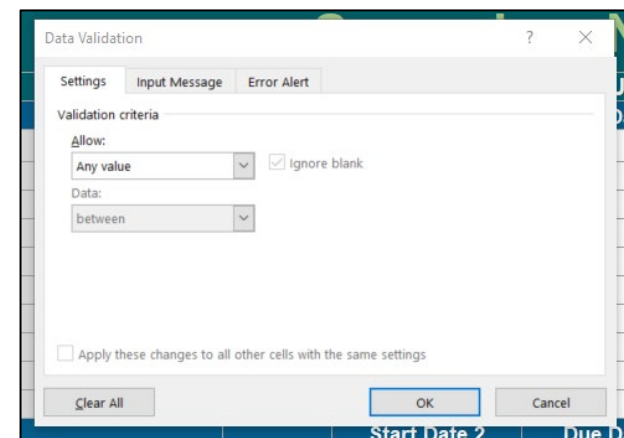 Data Validation ? ×
Settings Input Message Error Alert
Validation criteria
Allow:
Any value Ignore blank
Data:
between
Apply these changes to all other cells with the same settings
Clear All OK Cancel
Start Date 2 Due D